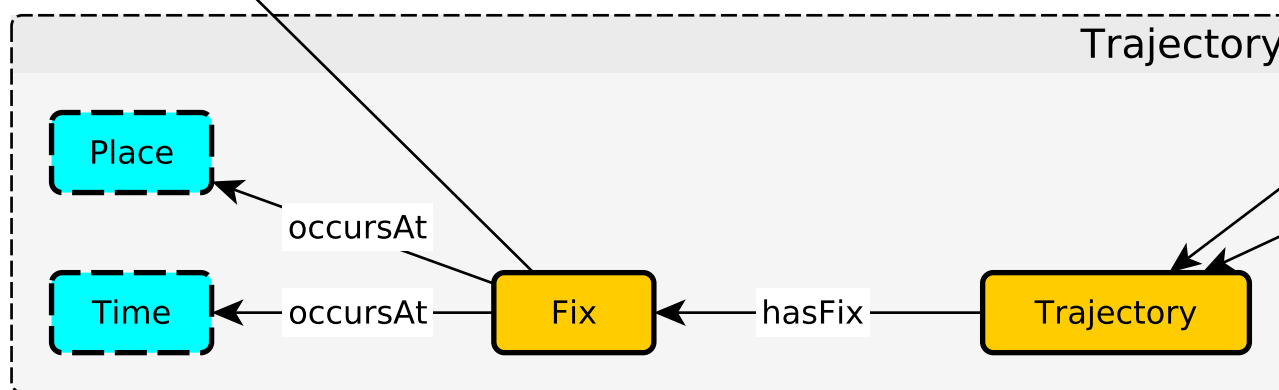 Trajectory
Place
occursAt
Time
occursAt
Fix
hasFix
Trajectory